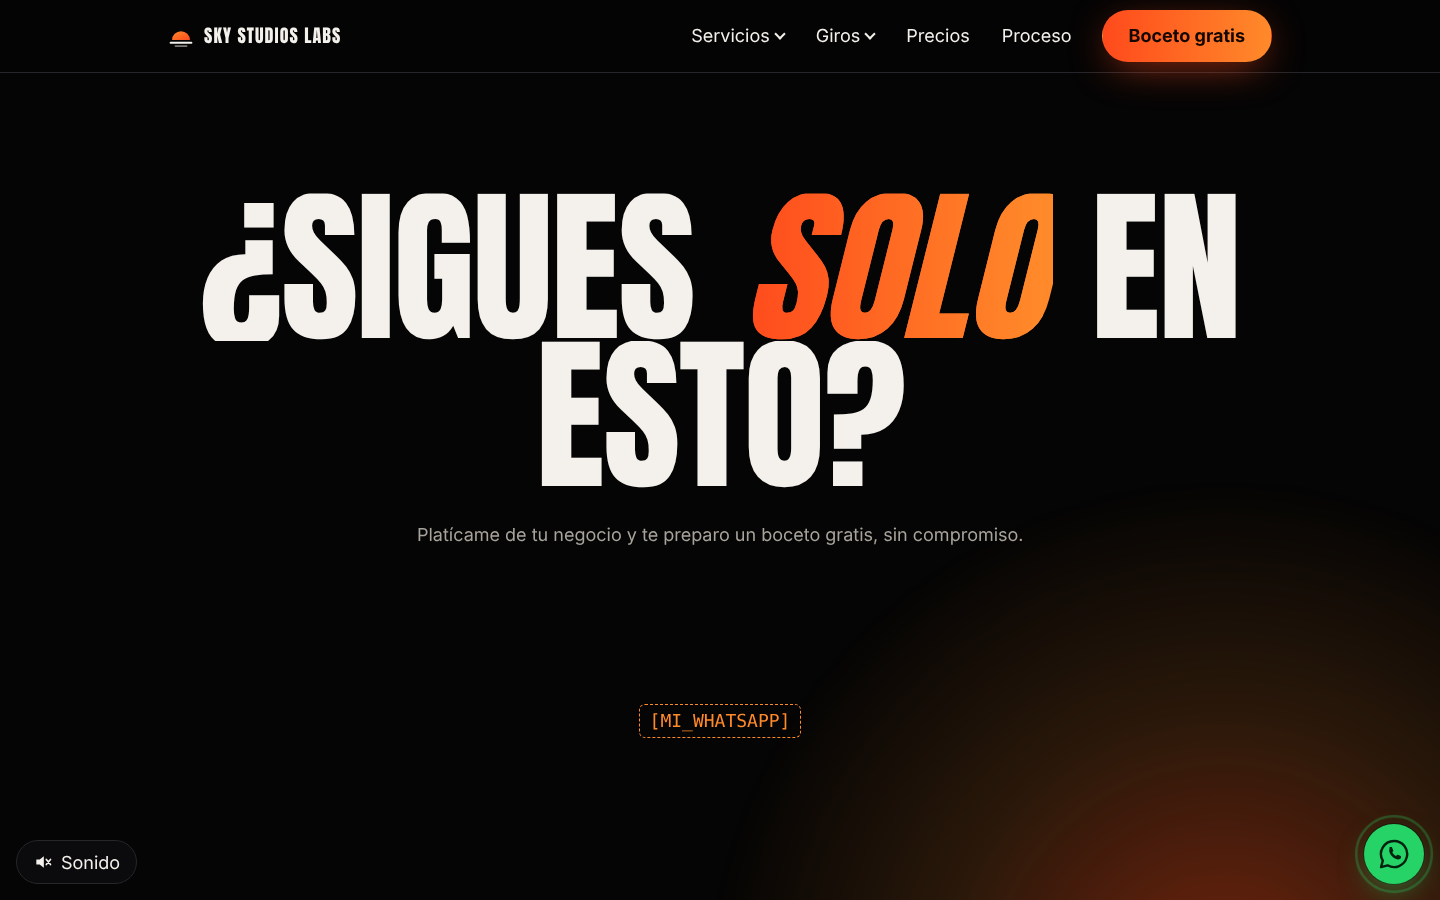 SKY STUDIOS LABS
Servicios
Giros
Precios
Proceso
Boceto gratis
¿SIGUES SOLO EN
ESTO?
Platícame de tu negocio y te preparo un boceto gratis, sin compromiso.
[MI_WHATSAPP]
Sonido